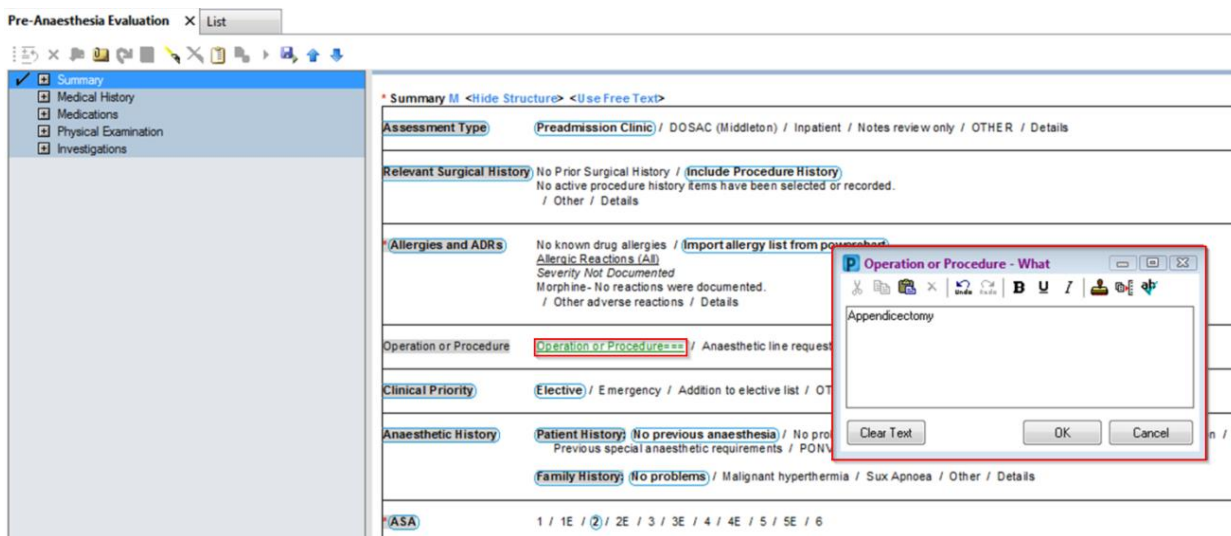 Pre-Anaesthesia Evaluation X List
Summary
Medical History
Medications
Physical Examination
Investigations
* Summary M <Hide Structure> <Use Free Text>
Assessment Type Preadmission Clinic / DOSAC (Middleton) / Inpatient / Notes review only / OTHER / Details
Relevant Surgical History No Prior Surgical History / Include Procedure History
No active procedure history items have been selected or recorded.
/ Other / Details
*Allergies and ADRs No known drug allergies / Import allergy list from powerchart
Allergic Reactions (All)
Severity Not Documented
Morphine- No reactions were documented.
/ Other adverse reactions / Details
Operation or Procedure Operation or Procedure=== / Anaesthetic line request
Clinical Priority Elective / Emergency / Addition to elective list / OT
Anaesthetic History Patient History; No previous anaesthesia / No prob
Previous special anaesthetic requirements / PONV
Family History; No problems / Malignant hyperthermia / Sux Apnoea / Other / Details
*ASA 1 / 1E / 2 / 2E / 3 / 3E / 4 / 4E / 5 / 5E / 6
P Operation or Procedure - What
Undo Redo B U I
Appendicectomy
Clear Text OK Cancel